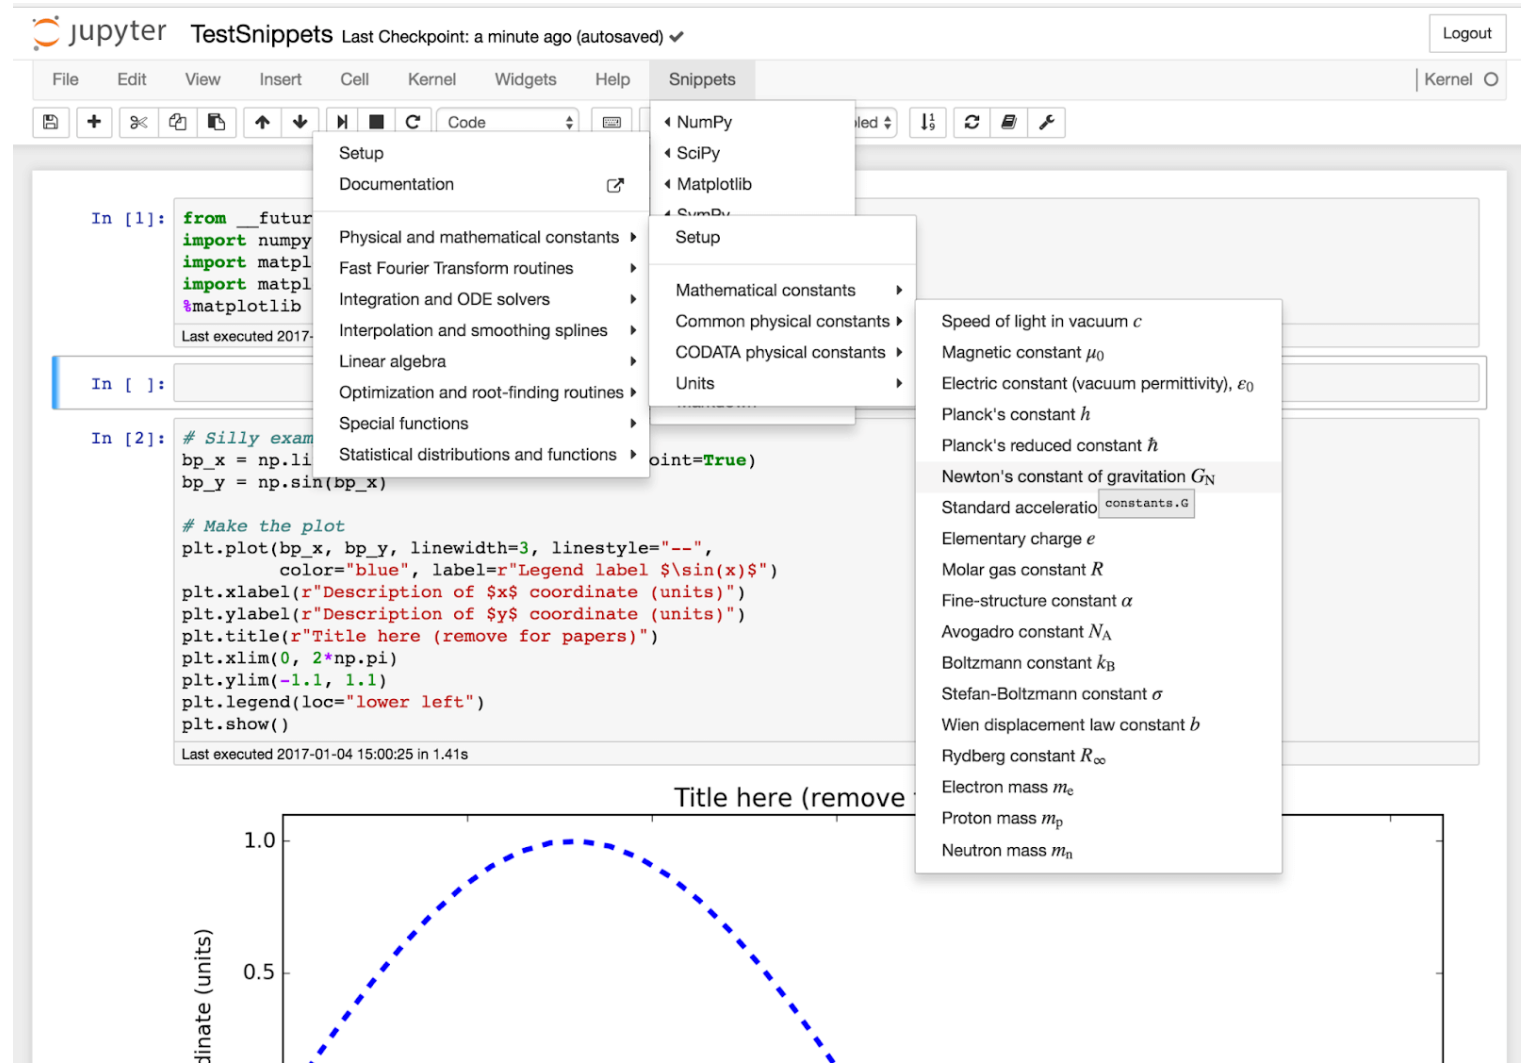 jupyter TestSnippets Last Checkpoint: a minute ago (autosaved)
Logout
File Edit View Insert Cell Kernel Widgets Help Snippets
Kernel
Code
NumPy
SciPy
Matplotlib
SymPy
Setup
Documentation
Physical and mathematical constants
Fast Fourier Transform routines
Integration and ODE solvers
Interpolation and smoothing splines
Linear algebra
Optimization and root-finding routines
Special functions
Statistical distributions and functions
Setup
Mathematical constants
Common physical constants
CODATA physical constants
Units
Speed of light in vacuum c
Magnetic constant μ0
Electric constant (vacuum permittivity), ε0
Planck's constant h
Planck's reduced constant ħ
Newton's constant of gravitation GN
Standard acceleratio
constants.G
Elementary charge e
Molar gas constant R
Fine-structure constant α
Avogadro constant NA
Boltzmann constant kB
Stefan-Boltzmann constant σ
Wien displacement law constant b
Rydberg constant R∞
Electron mass me
Proton mass mp
Neutron mass mn
In [1]: from __futur
import numpy
import matpl
import matpl
%matplotlib
Last executed 2017-
In [ ]:
In [2]: # Silly exam
bp_x = np.li oint=True)
bp_y = np.sin(bp_x)
# Make the plot
plt.plot(bp_x, bp_y, linewidth=3, linestyle="--",
color="blue", label=r"Legend label $\sin(x)$")
plt.xlabel(r"Description of $x$ coordinate (units)")
plt.ylabel(r"Description of $y$ coordinate (units)")
plt.title(r"Title here (remove for papers)")
plt.xlim(0, 2*np.pi)
plt.ylim(-1.1, 1.1)
plt.legend(loc="lower left")
plt.show()
Last executed 2017-01-04 15:00:25 in 1.41s
Title here (remove
1.0
0.5
dinate (units)